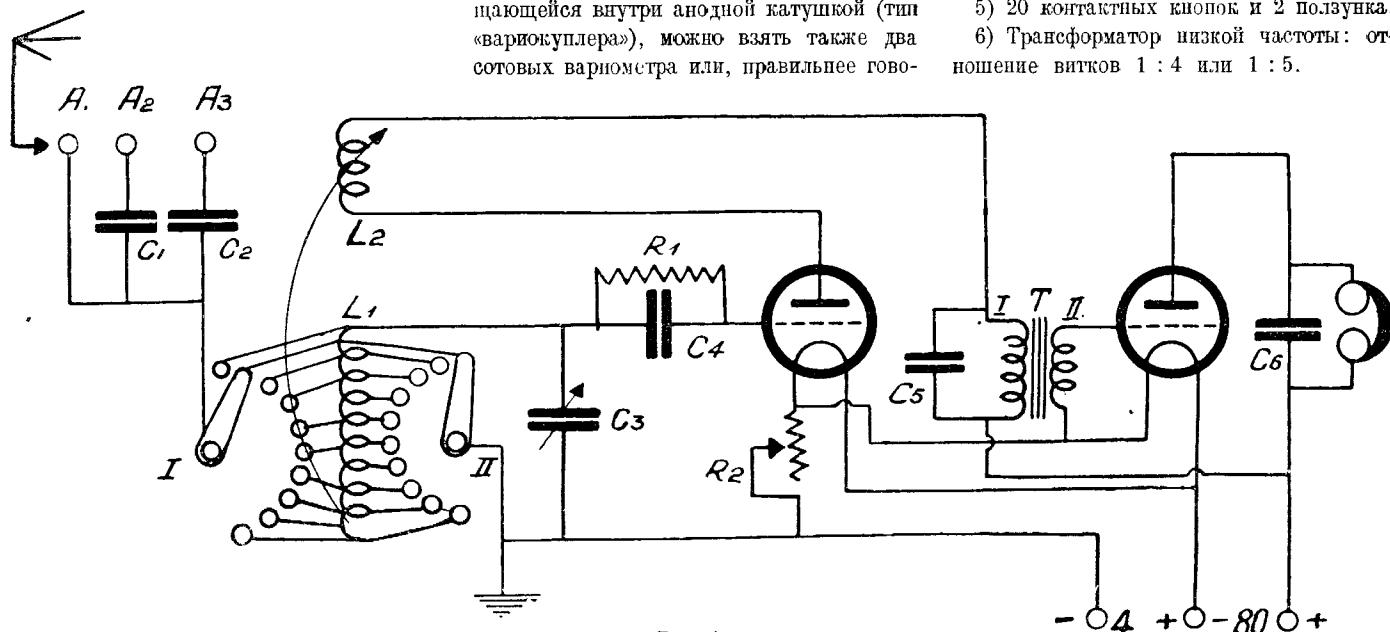 щающейся внутри анодной катушкой (тип
«вариокуплера»), можно взять также два
сотовых вариометра или, правильнее гово-
5) 20 контактных кнопок и 2 ползунка.
6) Трансформатор низкой частоты: от-
ношение витков 1 : 4 или 1 : 5.
A. A2 A3
C1 C2
L2
R1
C4
L1
I T II.
C5
C6
C3
I II
R2
- 4 + - 80 +